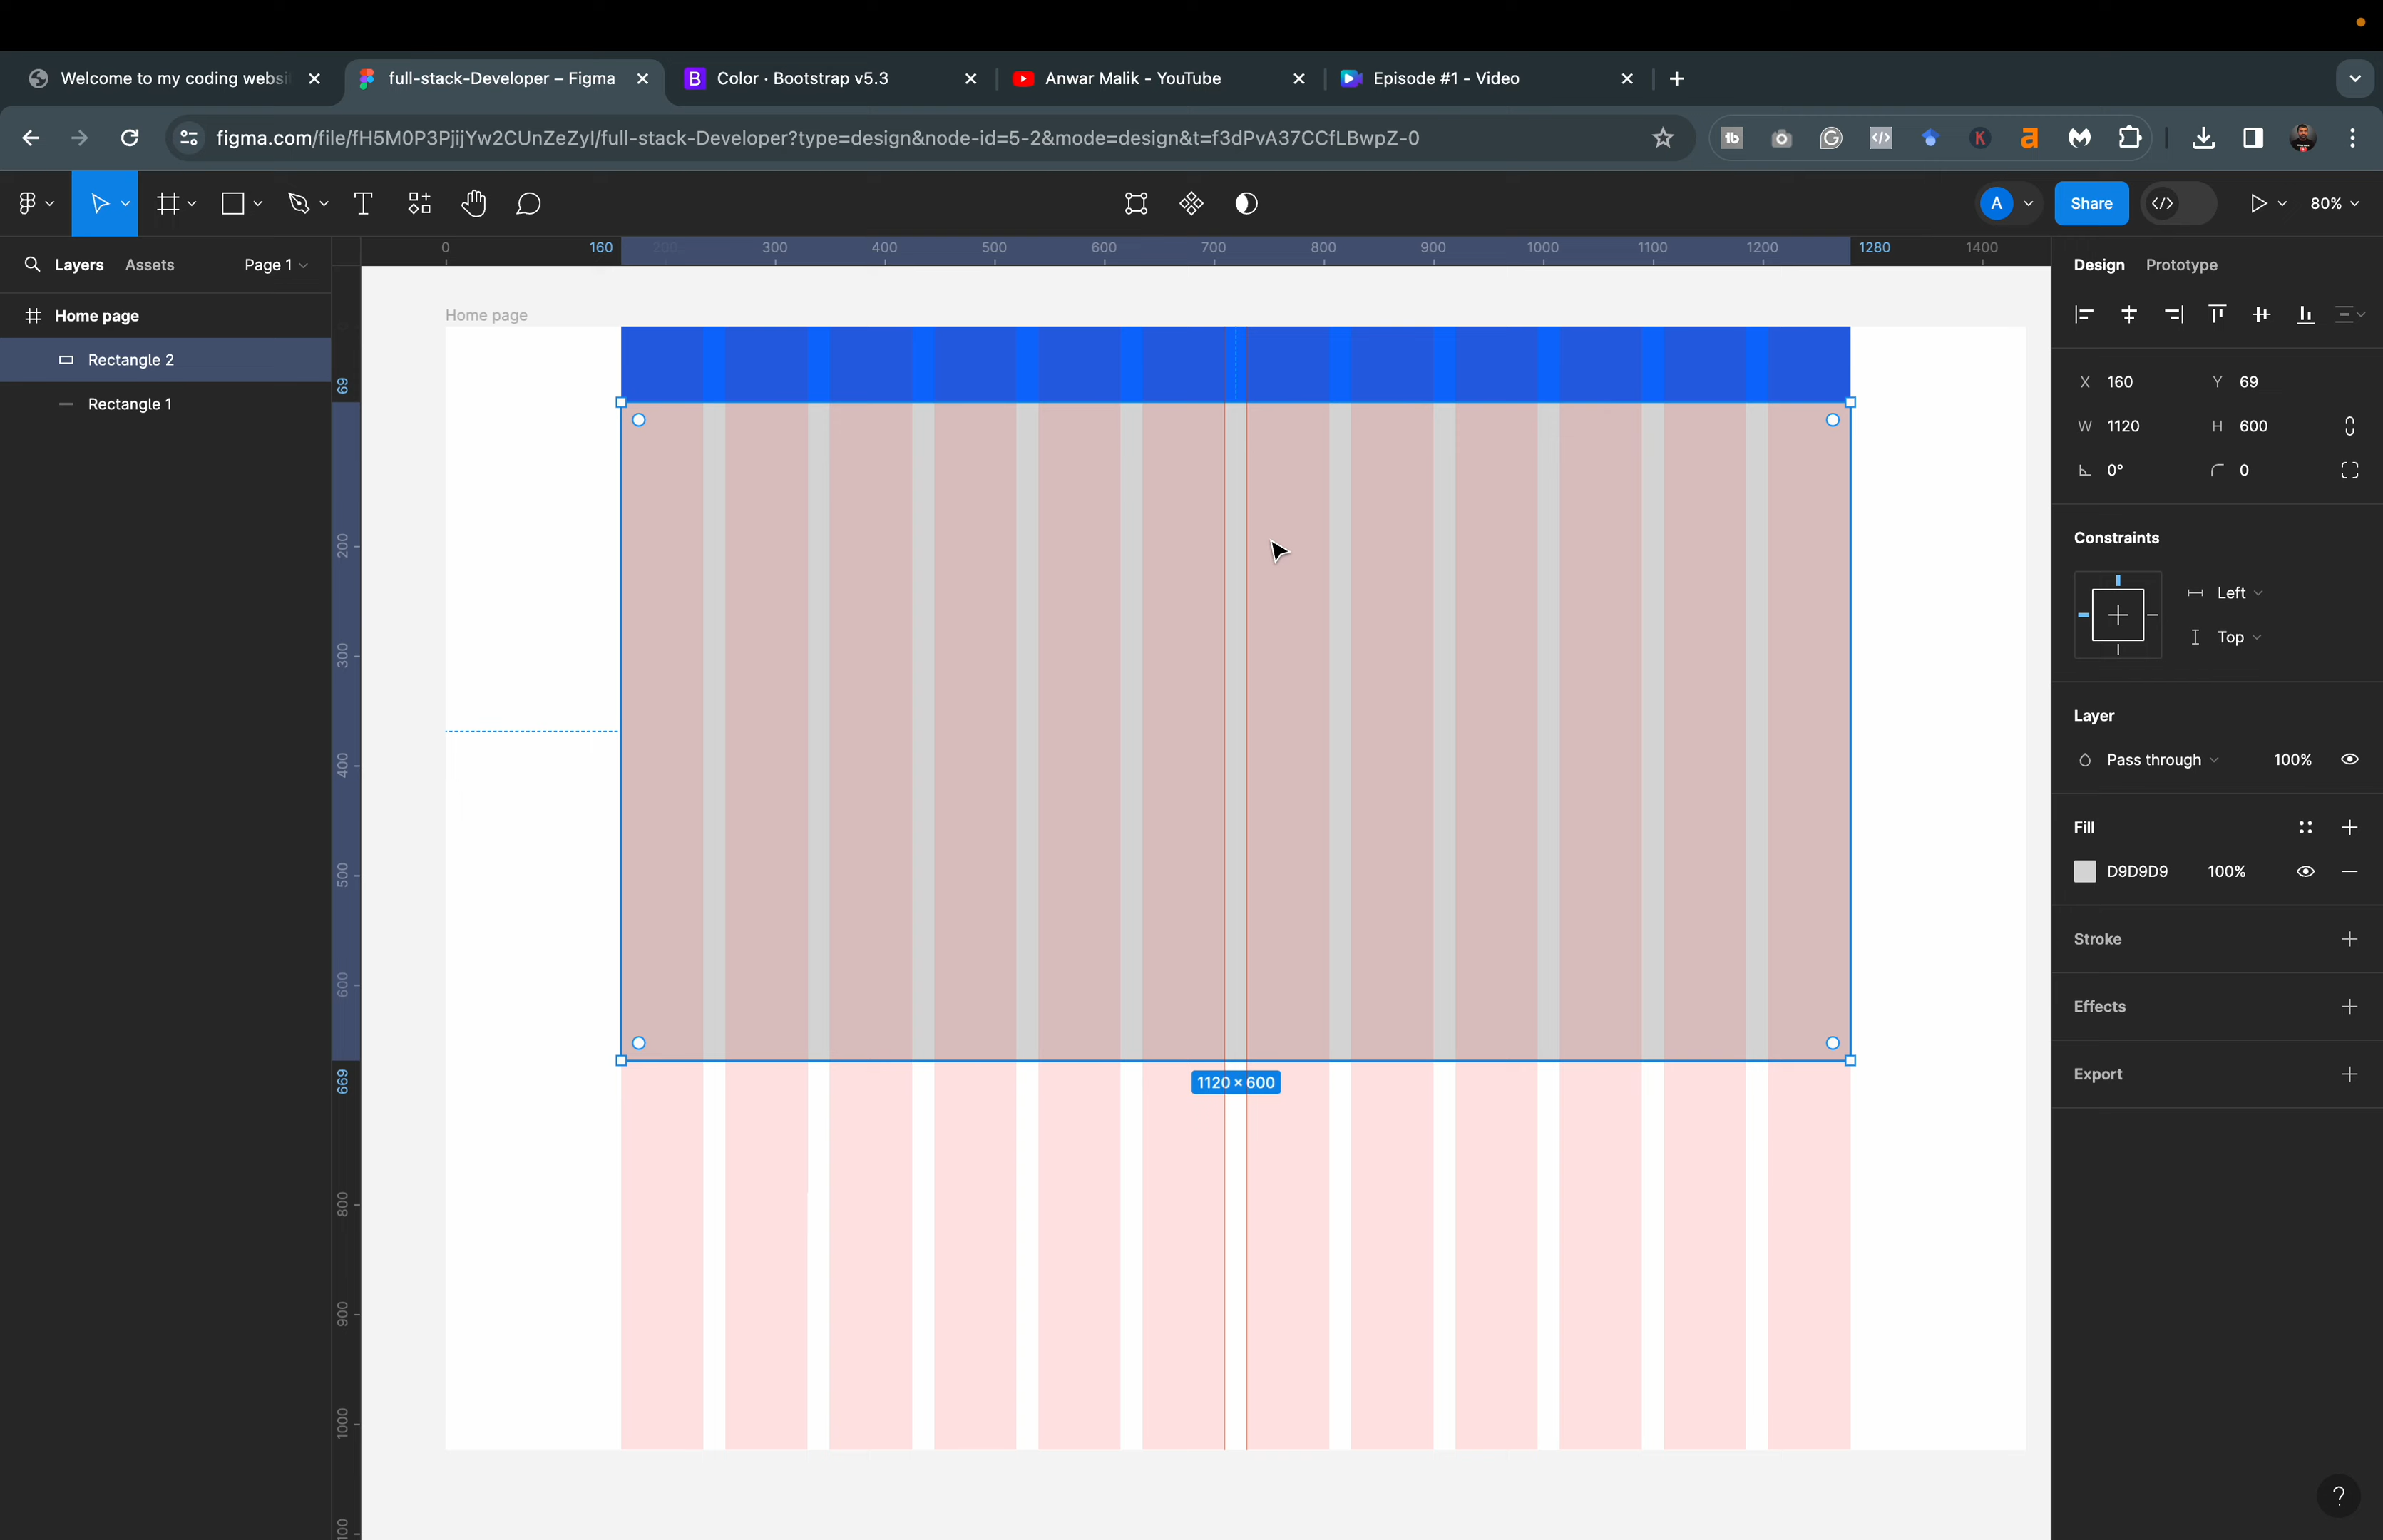 Welcome to my coding websi
full-stack-Developer – Figma
Color · Bootstrap v5.3
Anwar Malik - YouTube
Episode #1 - Video
figma.com/file/fH5M0P3PjijYw2CUnZeZyI/full-stack-Developer?type=design&node-id=5-2&mode=design&t=f3dPvA37CCfLBwpZ-0
A
Share
80%
Layers
Assets
Page 1
Home page
Rectangle 2
Rectangle 1
0 160 200 300 400 500 600 700 800 900 1000 1100 1200 1280 1400
69
200
300
400
500
600
669
800
900
1000
Home page
1120 × 600
Design
Prototype
X 160 Y 69
W 1120 H 600
0° 0
Constraints
Left
Top
Layer
Pass through 100%
Fill
D9D9D9 100%
Stroke
Effects
Export
?